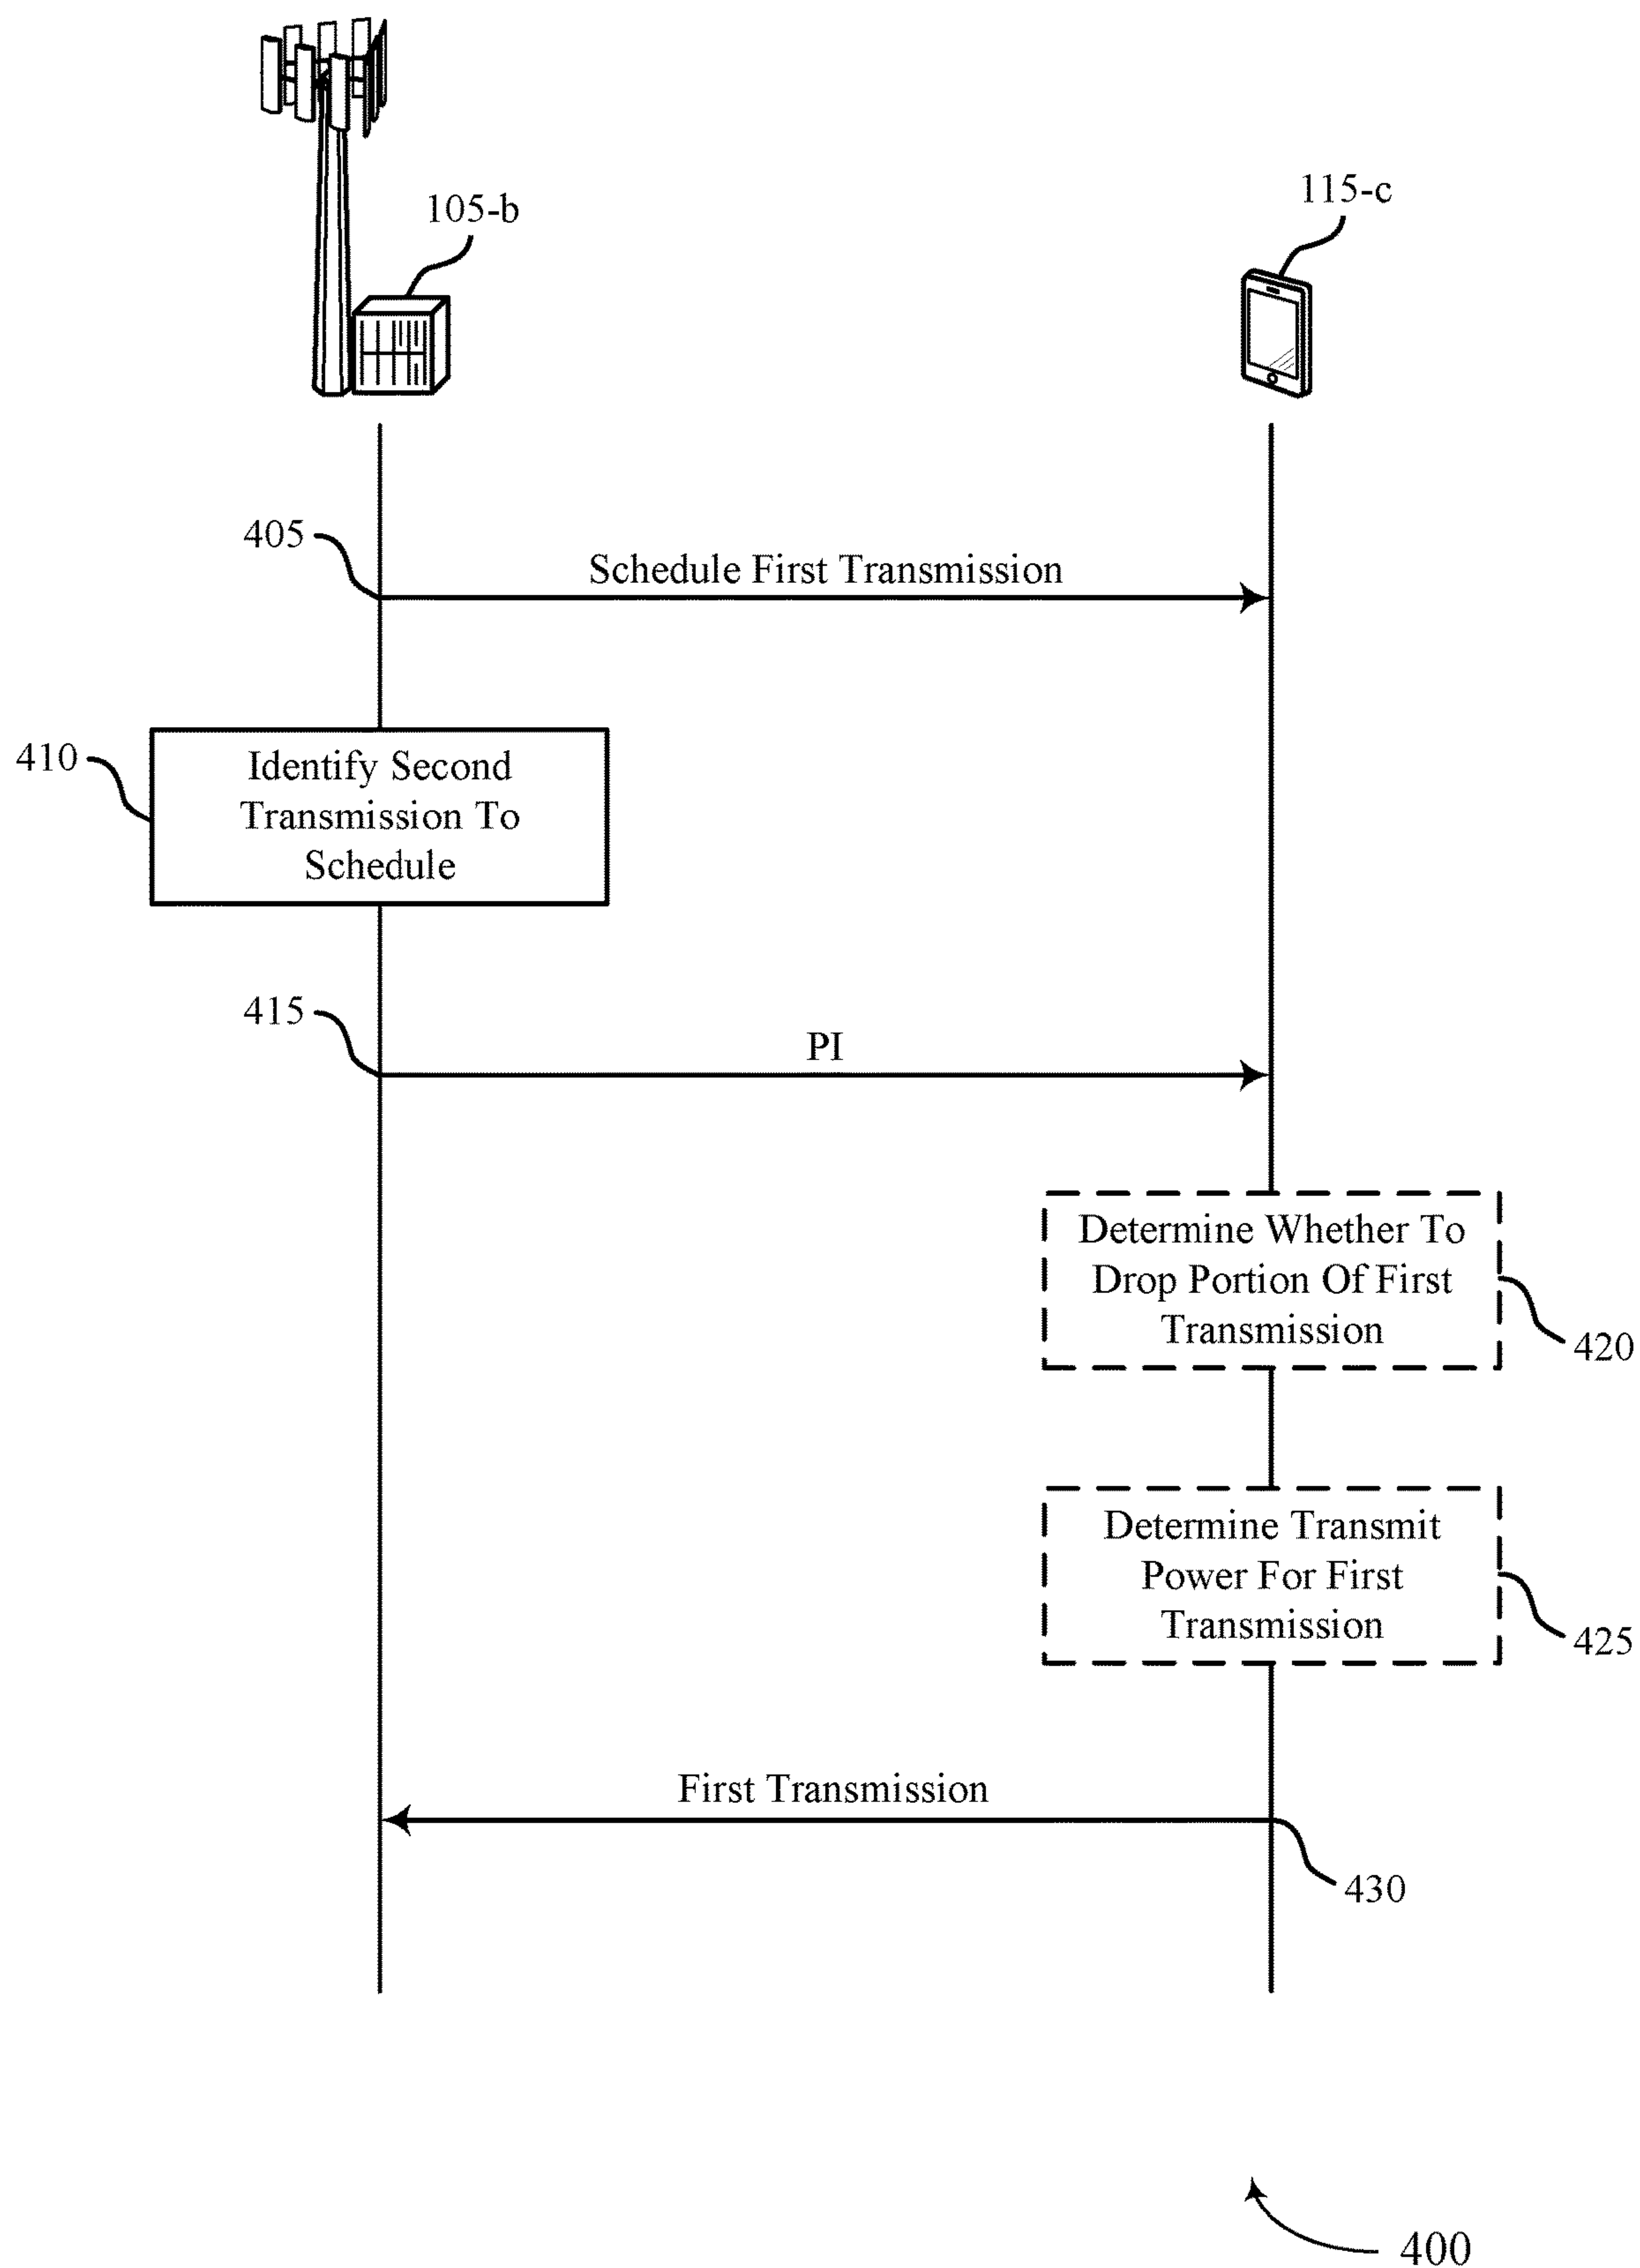 105-b
115-c
405
Schedule First Transmission
410
Identify Second
Transmission To
Schedule
415
PI
Determine Whether To
Drop Portion Of First
Transmission
420
Determine Transmit
Power For First
Transmission
425
First Transmission
430
400